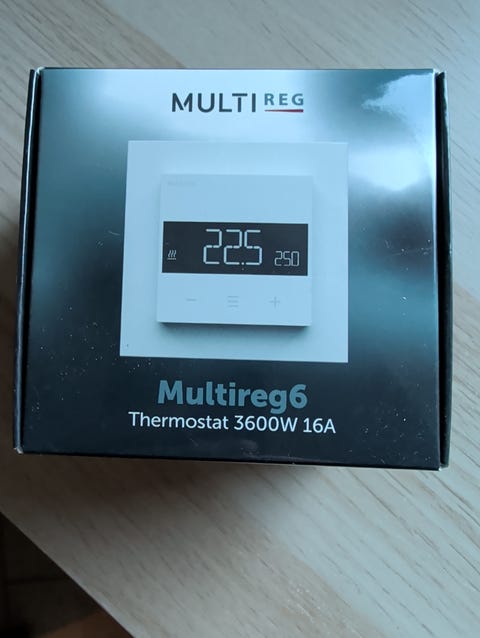 MULTI REG
22.5
25.0
Multireg6
Thermostat 3600W 16A